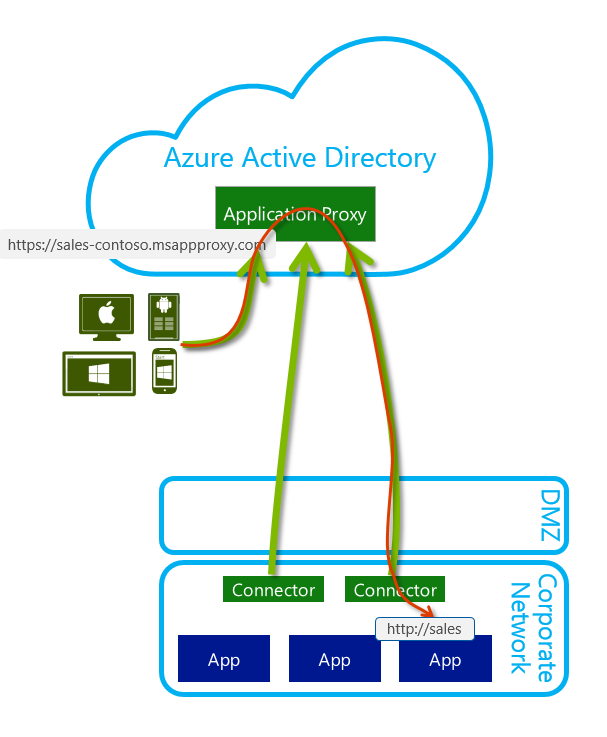 Azure Active Directory
Application Proxy
https://sales-contoso.msappproxy.com
Start
DMZ
Connector
Connector
Corporate
Network
http://sales
App
App
App